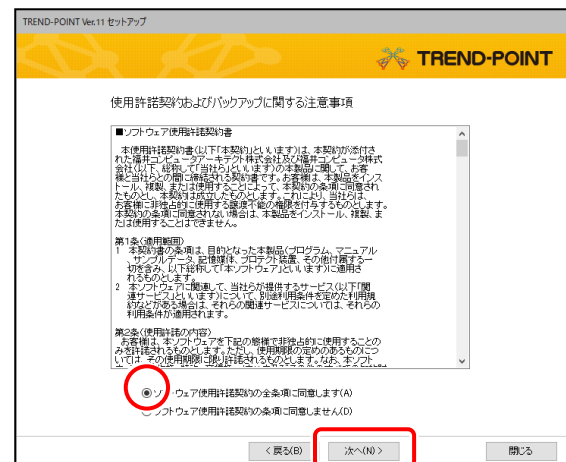 TREND-POINT Ver.11 セットアップ
TREND-POINT
使用許諾契約およびバックアップに関する注意事項
■ソフトウェア使用許諾契約書
本使用許諾契約書(以下「本契約」といいます)は、本契約が添付さ
れた福井コンピュータアーキテクト株式会社及び福井コンピュータ株式
会社(以下、総称して「当社ら」といいます)の本製品に関して、お客
様と当社らとの間に締結される契約書です。お客様は、本製品をインス
トール、複製、または使用することによって、本契約の条項に同意され
たものとし、本契約は成立したものとします。これにより、当社らは、
お客様に非独占的に使用する譲渡不能の権限を付与するものとします。
本契約の条項に同意されない場合は、本製品をインストール、複製、ま
たは使用することはできません。
第1条(適用範囲)
1 本契約書の条項は、目的となった本製品(プログラム、マニュアル
、サンプルデータ、記憶媒体、プロテクト装置、その他付属する一
切を含み、以下総称して「本ソフトウェア」といいます)に適用さ
れるものとします。
2 本ソフトウェアに関連して、当社らが提供するサービス(以下「関
連サービス」といいます)について、別途利用条件を定めた利用規
約などがある場合は、それらの関連サービスについては、それらの
利用条件が適用されます。
第2条(使用許諾の内容)
お客様は、本ソフトウェアを下記の態様で非独占的に使用することの
みを許諾されるものとします。ただし、使用期限の定めのあるものにつ
いては、その使用期限に限り許諾されるものとします。なお、本ソフト
ソフトウェア使用許諾契約の全条項に同意します(A)
ソフトウェア使用許諾契約の条項に同意しません(D)
< 戻る(B)
次へ(N) >
閉じる